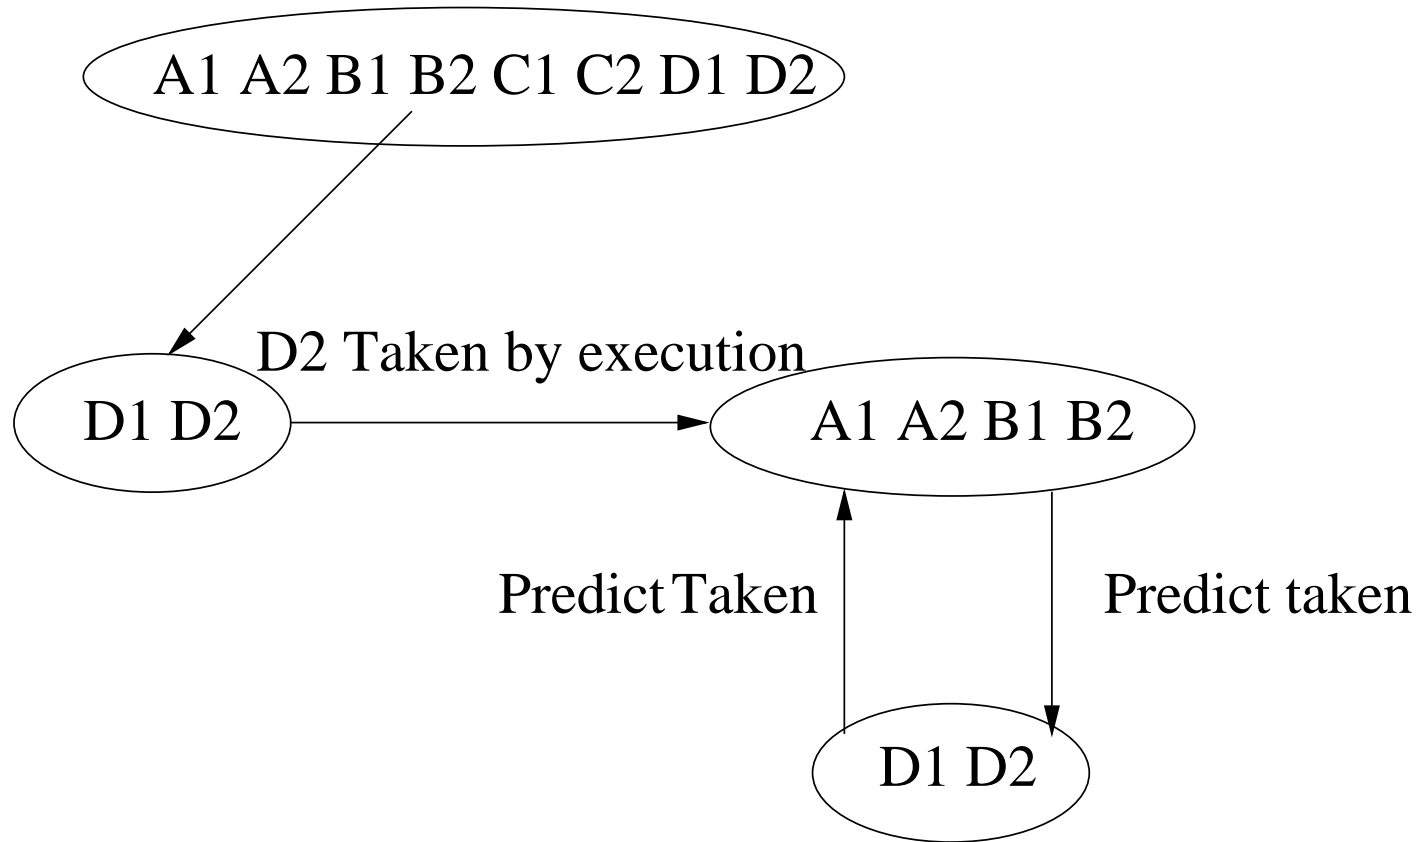 A1 A2 B1 B2 C1 C2 D1 D2
D2 Taken by execution
D1 D2
A1 A2 B1 B2
Predict Taken
Predict taken
D1 D2